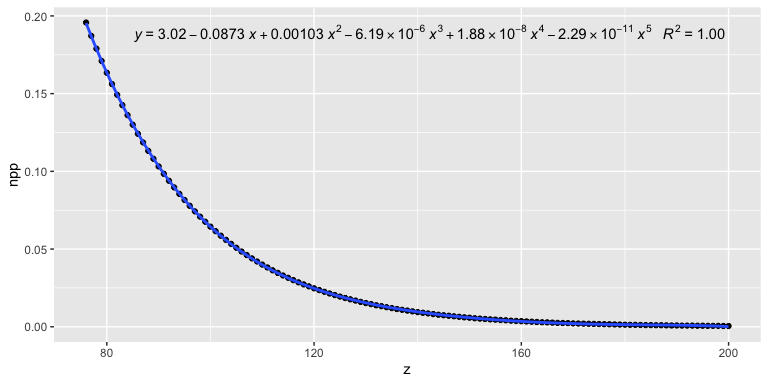 0.20
y = 3.02 – 0.0873 x + 0.00103 x² – 6.19 × 10⁻⁶ x³ + 1.88 × 10⁻⁸ x⁴ – 2.29 × 10⁻¹¹ x⁵ R² = 1.00
0.15
npp
0.10
0.05
0.00
80 120 160 200
z